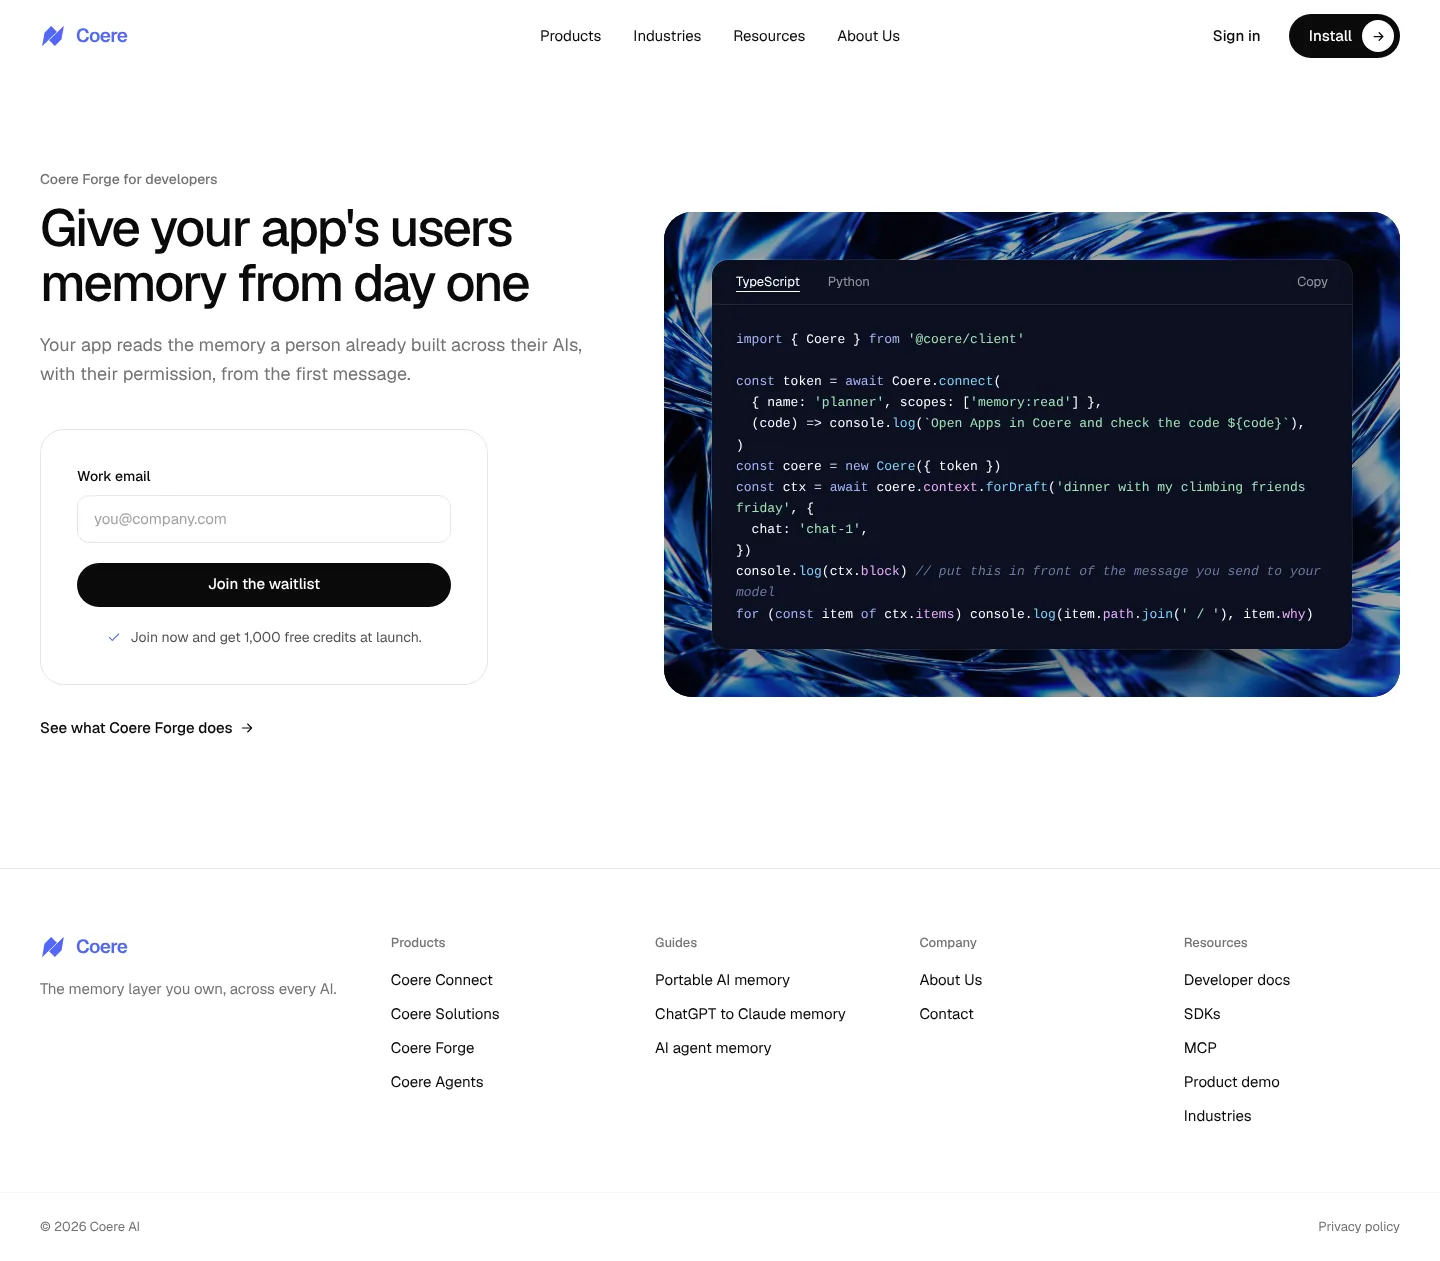 Coere
Products
Industries
Resources
About Us
Sign in
Install
Coere Forge for developers
Give your app's users
memory from day one
Your app reads the memory a person already built across their AIs,
with their permission, from the first message.
Work email
you@company.com
Join the waitlist
Join now and get 1,000 free credits at launch.
See what Coere Forge does
TypeScript
Python
Copy
import { Coere } from '@coere/client'
const token = await Coere.connect(
  { name: 'planner', scopes: ['memory:read'] },
  (code) => console.log(`Open Apps in Coere and check the code ${code}`),
)
const coere = new Coere({ token })
const ctx = await coere.context.forDraft('dinner with my climbing friends
friday', {
  chat: 'chat-1',
})
console.log(ctx.block) // put this in front of the message you send to your
model
for (const item of ctx.items) console.log(item.path.join(' / '), item.why)
Coere
The memory layer you own, across every AI.
Products
Coere Connect
Coere Solutions
Coere Forge
Coere Agents
Guides
Portable AI memory
ChatGPT to Claude memory
AI agent memory
Company
About Us
Contact
Resources
Developer docs
SDKs
MCP
Product demo
Industries
© 2026 Coere AI
Privacy policy